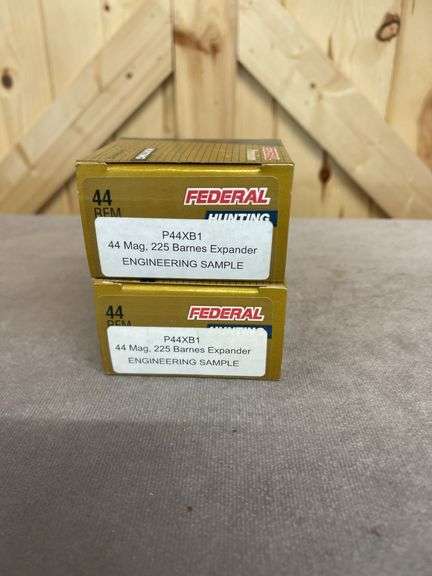 44
REM
FEDERAL
HUNTING
P44XB1
44 Mag, 225 Barnes Expander
ENGINEERING SAMPLE
44
REM
FEDERAL
HUNTING
P44XB1
44 Mag, 225 Barnes Expander
ENGINEERING SAMPLE